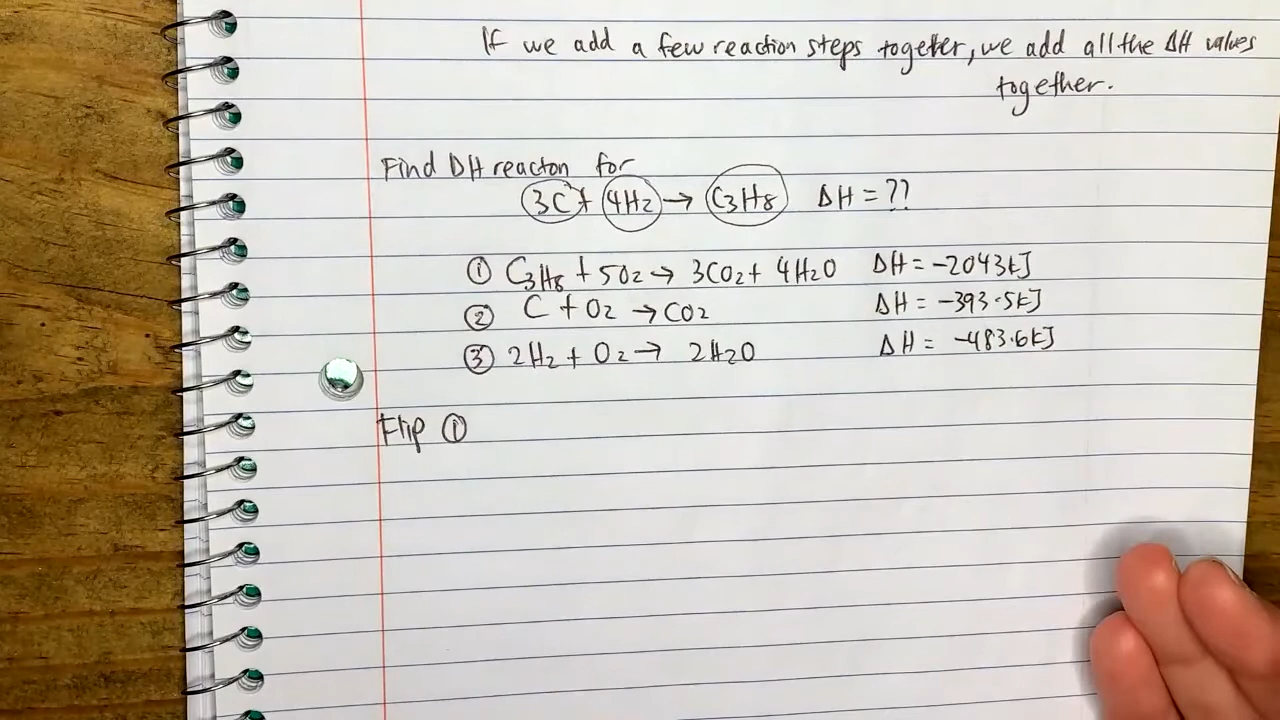 If we add a few reaction steps together, we add all the ΔH values
together.
Find ΔH reacton for
3C + 4H2 → C3H8 ΔH = ??
① C3H8 + 5O2 → 3CO2 + 4H2O ΔH = -2043kJ
② C + O2 → CO2 ΔH = -393.5kJ
③ 2H2 + O2 → 2H2O ΔH = -483.6kJ
Flip ①